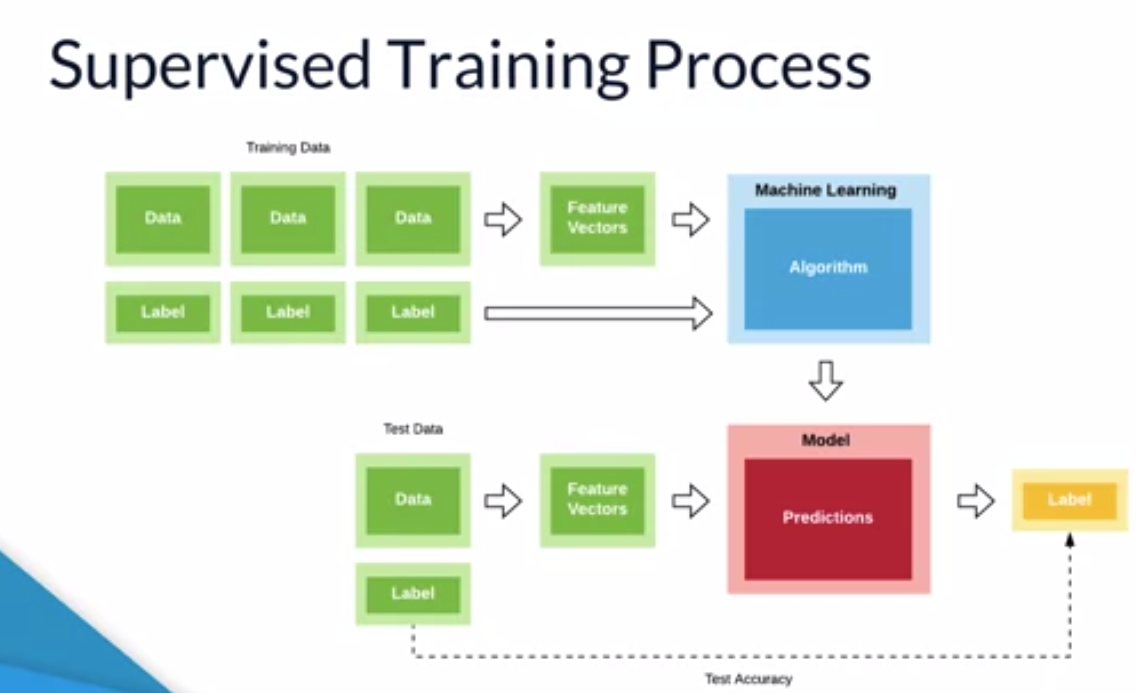 Supervised Training Process
Training Data
Data
Data
Data
Feature
Vectors
Machine Learning
Algorithm
Label
Label
Label
Test Data
Data
Feature
Vectors
Model
Predictions
Label
Label
Test Accuracy